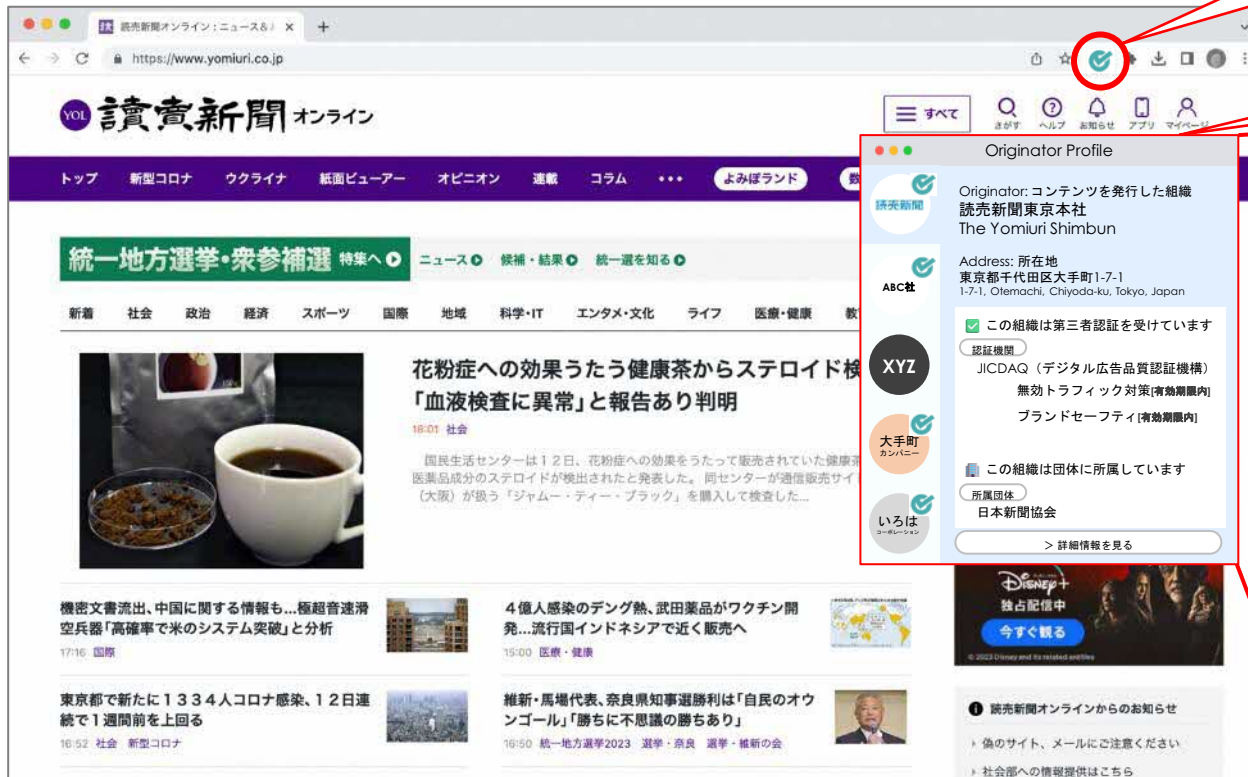 読売新聞オンライン:ニュース&
https://www.yomiuri.co.jp
YOL 讀賣新聞 オンライン
すべて
さがす ヘルプ お知らせ アプリ マイページ
トップ 新型コロナ ウクライナ 紙面ビューアー オピニオン 連載 コラム ••• よみぽランド
統一地方選挙・衆参補選 特集へ ニュース 候補・結果 統一選を知る
新着 社会 政治 経済 スポーツ 国際 地域 科学・IT エンタメ・文化 ライフ 医療・健康
花粉症への効果うたう健康茶からステロイド検
「血液検査に異常」と報告あり判明
18:01 社会
国民生活センターは12日、花粉症への効果をうたって販売されていた健康茶
医薬品成分のステロイドが検出されたと発表した。同センターが通信販売サイト
(大阪)が扱う「ジャムー・ティー・ブラック」を購入して検査した...
機密文書流出、中国に関する情報も...極超音速滑
空兵器「高確率で米のシステム突破」と分析
17:16 国際
4億人感染のデング熱、武田薬品がワクチン開
発...流行国インドネシアで近く販売へ
15:00 医療・健康
東京都で新たに1334人コロナ感染、12日連
続で1週間前を上回る
16:52 社会 新型コロナ
維新・馬場代表、奈良県知事選勝利は「自民のオウ
ンゴール」「勝ちに不思議の勝ちあり」
16:50 統一地方選挙2023 選挙・奈良 選挙・維新の会
Originator Profile
読売新聞
ABC社
XYZ
大手町
カンパニー
いろは
コーポレーション
Originator: コンテンツを発行した組織
読売新聞東京本社
The Yomiuri Shimbun
Address: 所在地
東京都千代田区大手町1-7-1
1-7-1, Otemachi, Chiyoda-ku, Tokyo, Japan
この組織は第三者認証を受けています
認証機関
JICDAQ(デジタル広告品質認証機構)
無効トラフィック対策[有効期限内]
ブランドセーフティ[有効期限内]
この組織は団体に所属しています
所属団体
日本新聞協会
> 詳細情報を見る
Disney+
独占配信中
今すぐ観る
© 2023 Disney and its related entities
読売新聞オンラインからのお知らせ
偽のサイト、メールにご注意ください
社会部への情報提供はこちら